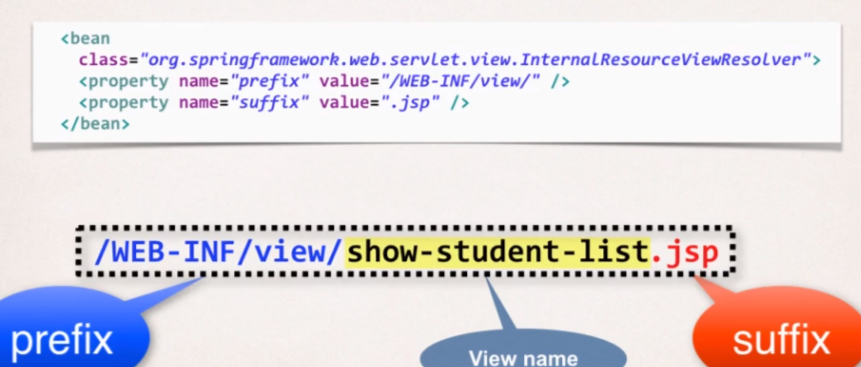 <bean
class="org.springframework.web.servlet.view.InternalResourceViewResolver">
<property name="prefix" value="/WEB-INF/view/" />
<property name="suffix" value=".jsp" />
</bean>
/WEB-INF/view/show-student-list.jsp
prefix
View name
suffix